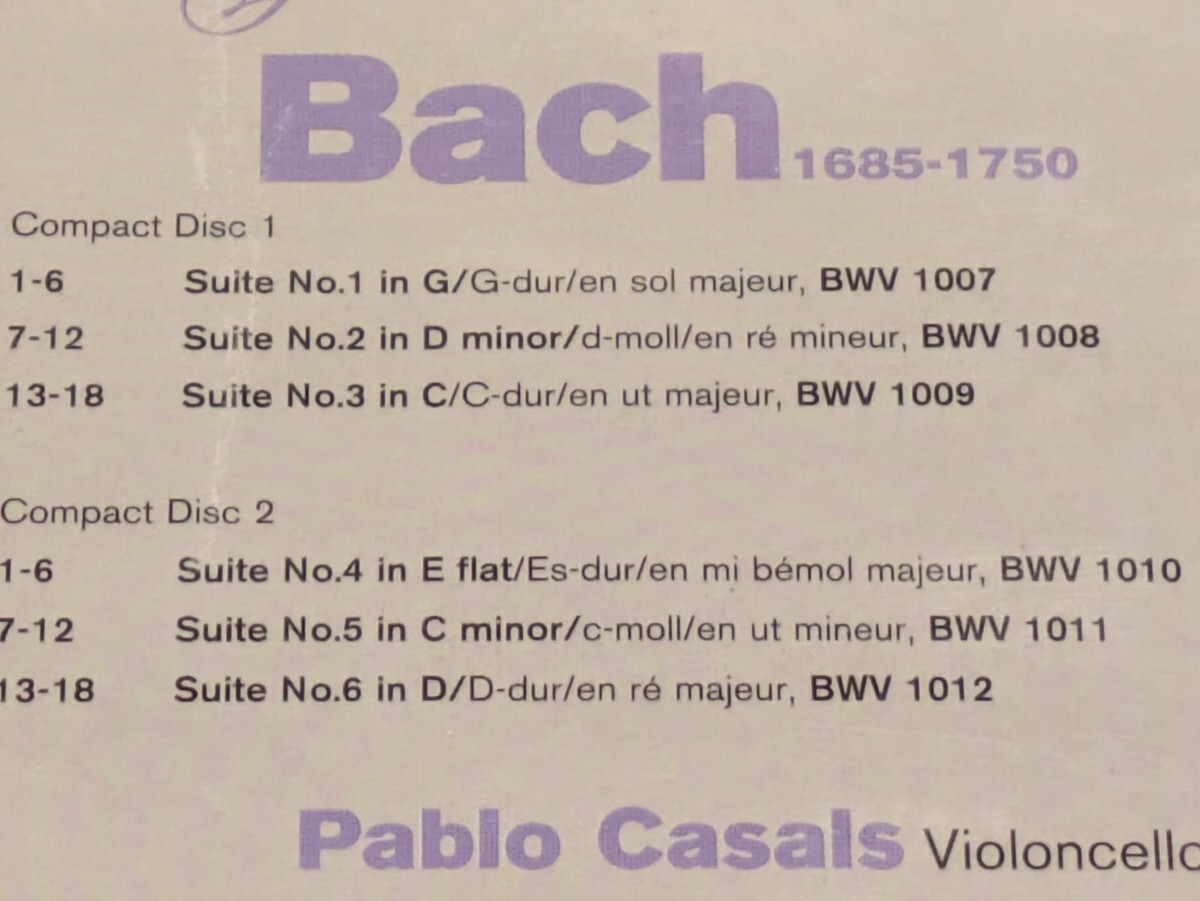 Bach 1685-1750
Compact Disc 1
1-6 Suite No.1 in G/G-dur/en sol majeur, BWV 1007
7-12 Suite No.2 in D minor/d-moll/en ré mineur, BWV 1008
13-18 Suite No.3 in C/C-dur/en ut majeur, BWV 1009
Compact Disc 2
1-6 Suite No.4 in E flat/Es-dur/en mi bémol majeur, BWV 1010
7-12 Suite No.5 in C minor/c-moll/en ut mineur, BWV 1011
13-18 Suite No.6 in D/D-dur/en ré majeur, BWV 1012
Pablo Casals Violoncello